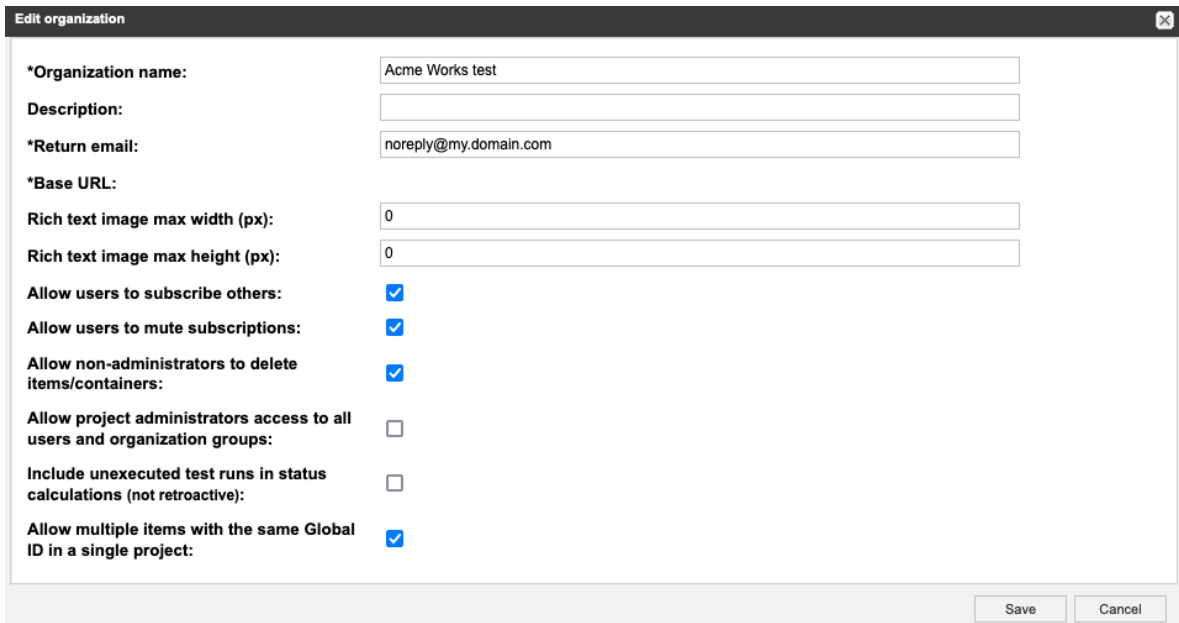 Edit organization
*Organization name:
Acme Works test
Description:
*Return email:
noreply@my.domain.com
*Base URL:
Rich text image max width (px):
0
Rich text image max height (px):
0
Allow users to subscribe others:
Allow users to mute subscriptions:
Allow non-administrators to delete
items/containers:
Allow project administrators access to all
users and organization groups:
Include unexecuted test runs in status
calculations (not retroactive):
Allow multiple items with the same Global
ID in a single project:
Save
Cancel